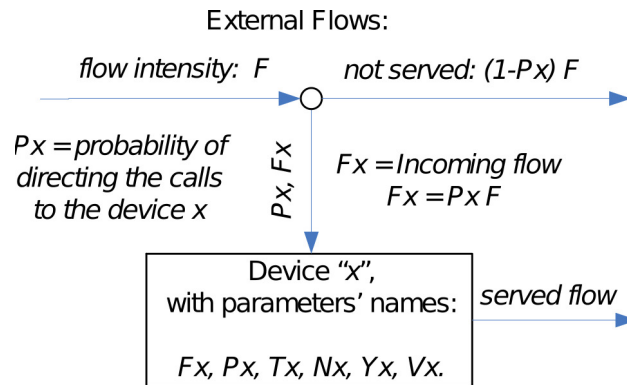 External Flows:
flow intensity: F
not served: (1-Px) F
Px = probability of
directing the calls
to the device x
Px, Fx
Fx = Incoming flow
Fx = Px F
Device “x”,
with parameters’ names:
Fx, Px, Tx, Nx, Yx, Vx.
served flow